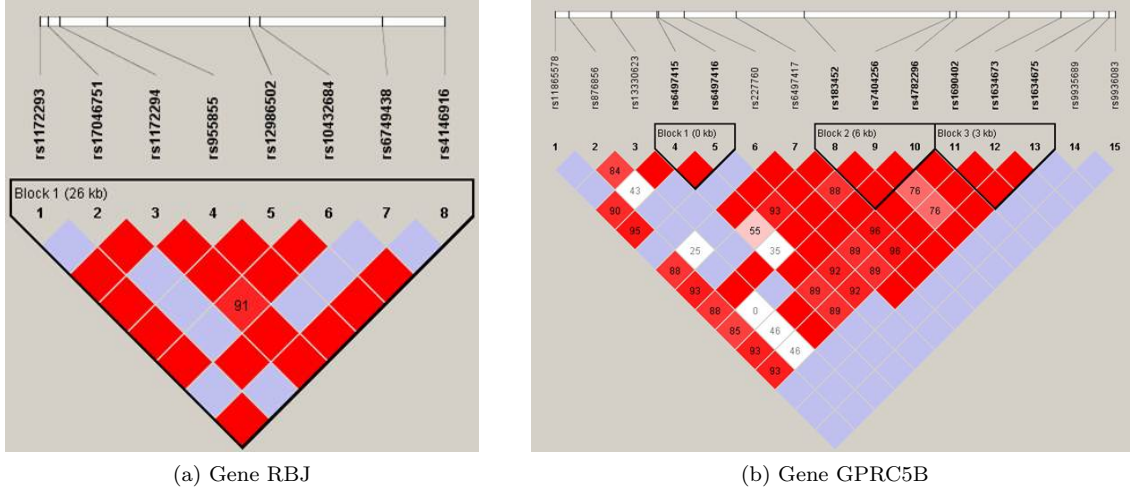 rs1172293 rs17046751 rs1172294 rs955855 rs12986502 rs10432684 rs6749438 rs4146916
Block 1 (26 kb)
1 2 3 4 5 6 7 8
91
(a) Gene RBJ
rs11865578 rs876856 rs13330623 rs6497415 rs6497416 rs227760 rs6497417 rs183452 rs7404256 rs4782296 rs1690402 rs1634673 rs1634675 rs9935689 rs9936083
Block 1 (0 kb) Block 2 (6 kb) Block 3 (3 kb)
1 2 3 4 5 6 7 8 9 10 11 12 13 14 15
84
43 88 76
90 93 76
95 55 96
25 35 89 96
88 92 89
93 89 92
88 0 89
85 46
93 46
93
(b) Gene GPRC5B